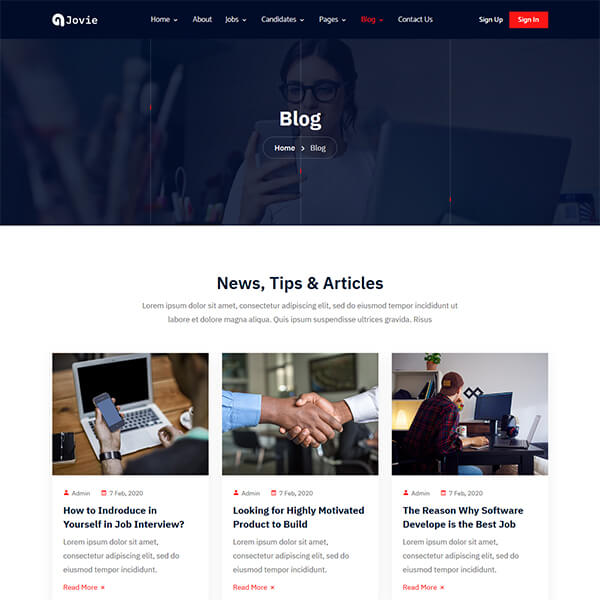 Jovie
Home
About
Jobs
Candidates
Pages
Blog
Contact Us
Sign Up
Sign In
Blog
Home > Blog
News, Tips & Articles
Lorem ipsum dolor sit amet, consectetur adipiscing elit, sed do eiusmod tempor incididunt ut
labore et dolore magna aliqua. Quis ipsum suspendisse ultrices gravida. Risus
Admin 7 Feb, 2020
How to Indroduce in
Yourself in Job Interview?
Lorem ipsum dolor sit amet,
consectetur adipiscing elit, sed do
eiusmod tempor incididunt.
Read More
Admin 7 Feb, 2020
Looking for Highly Motivated
Product to Build
Lorem ipsum dolor sit amet,
consectetur adipiscing elit, sed do
eiusmod tempor incididunt.
Read More
Admin 7 Feb, 2020
The Reason Why Software
Develope is the Best Job
Lorem ipsum dolor sit amet,
consectetur adipiscing elit, sed do
eiusmod tempor incididunt.
Read More